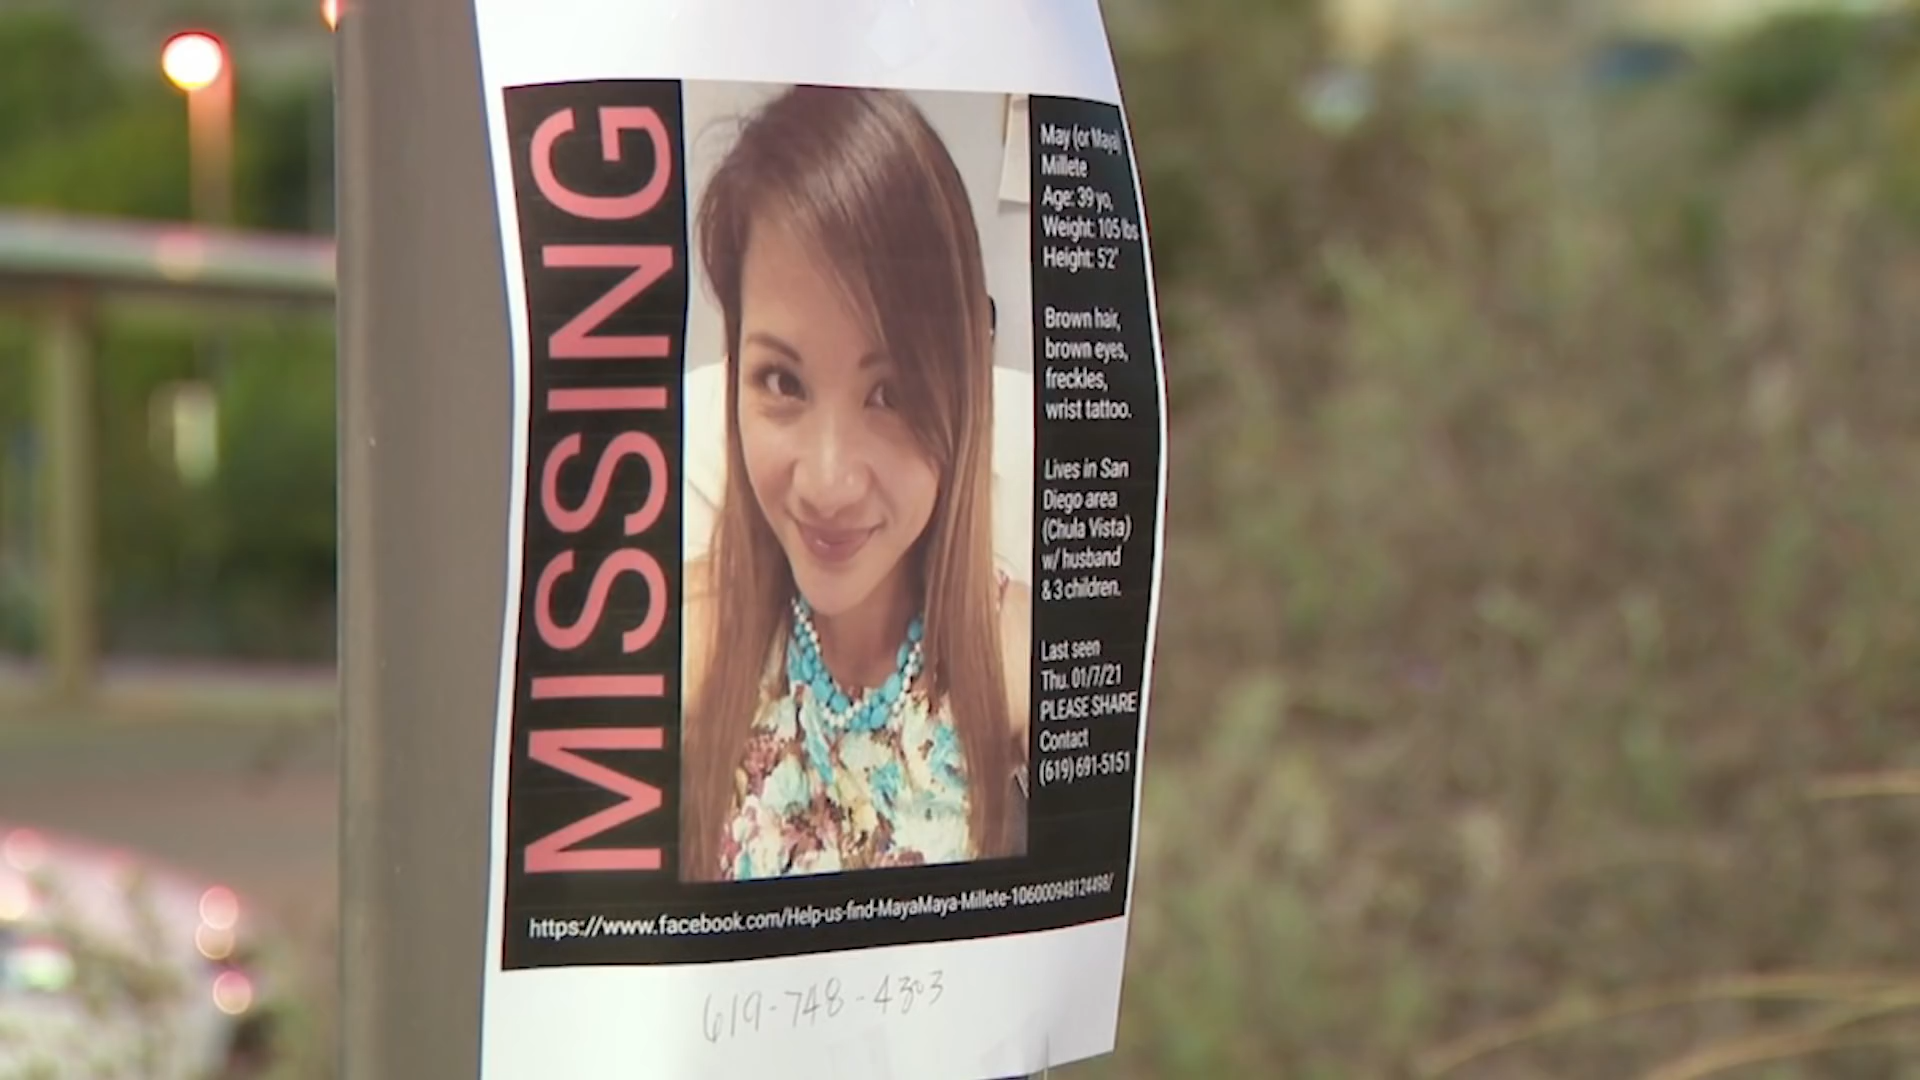 MISSING
May (or Maya)
Millete
Age: 39 yo,
Weight: 105 lbs
Height: 5'2"
Brown hair,
brown eyes,
freckles,
wrist tattoo.
Lives in San
Diego area
(Chula Vista)
w/ husband
& 3 children.
Last seen
Thu. 01/7/21
PLEASE SHARE
Contact
(619) 691-5151
https://www.facebook.com/Help-us-find-MayaMaya-Millete-106000948124498/
619-748-4303